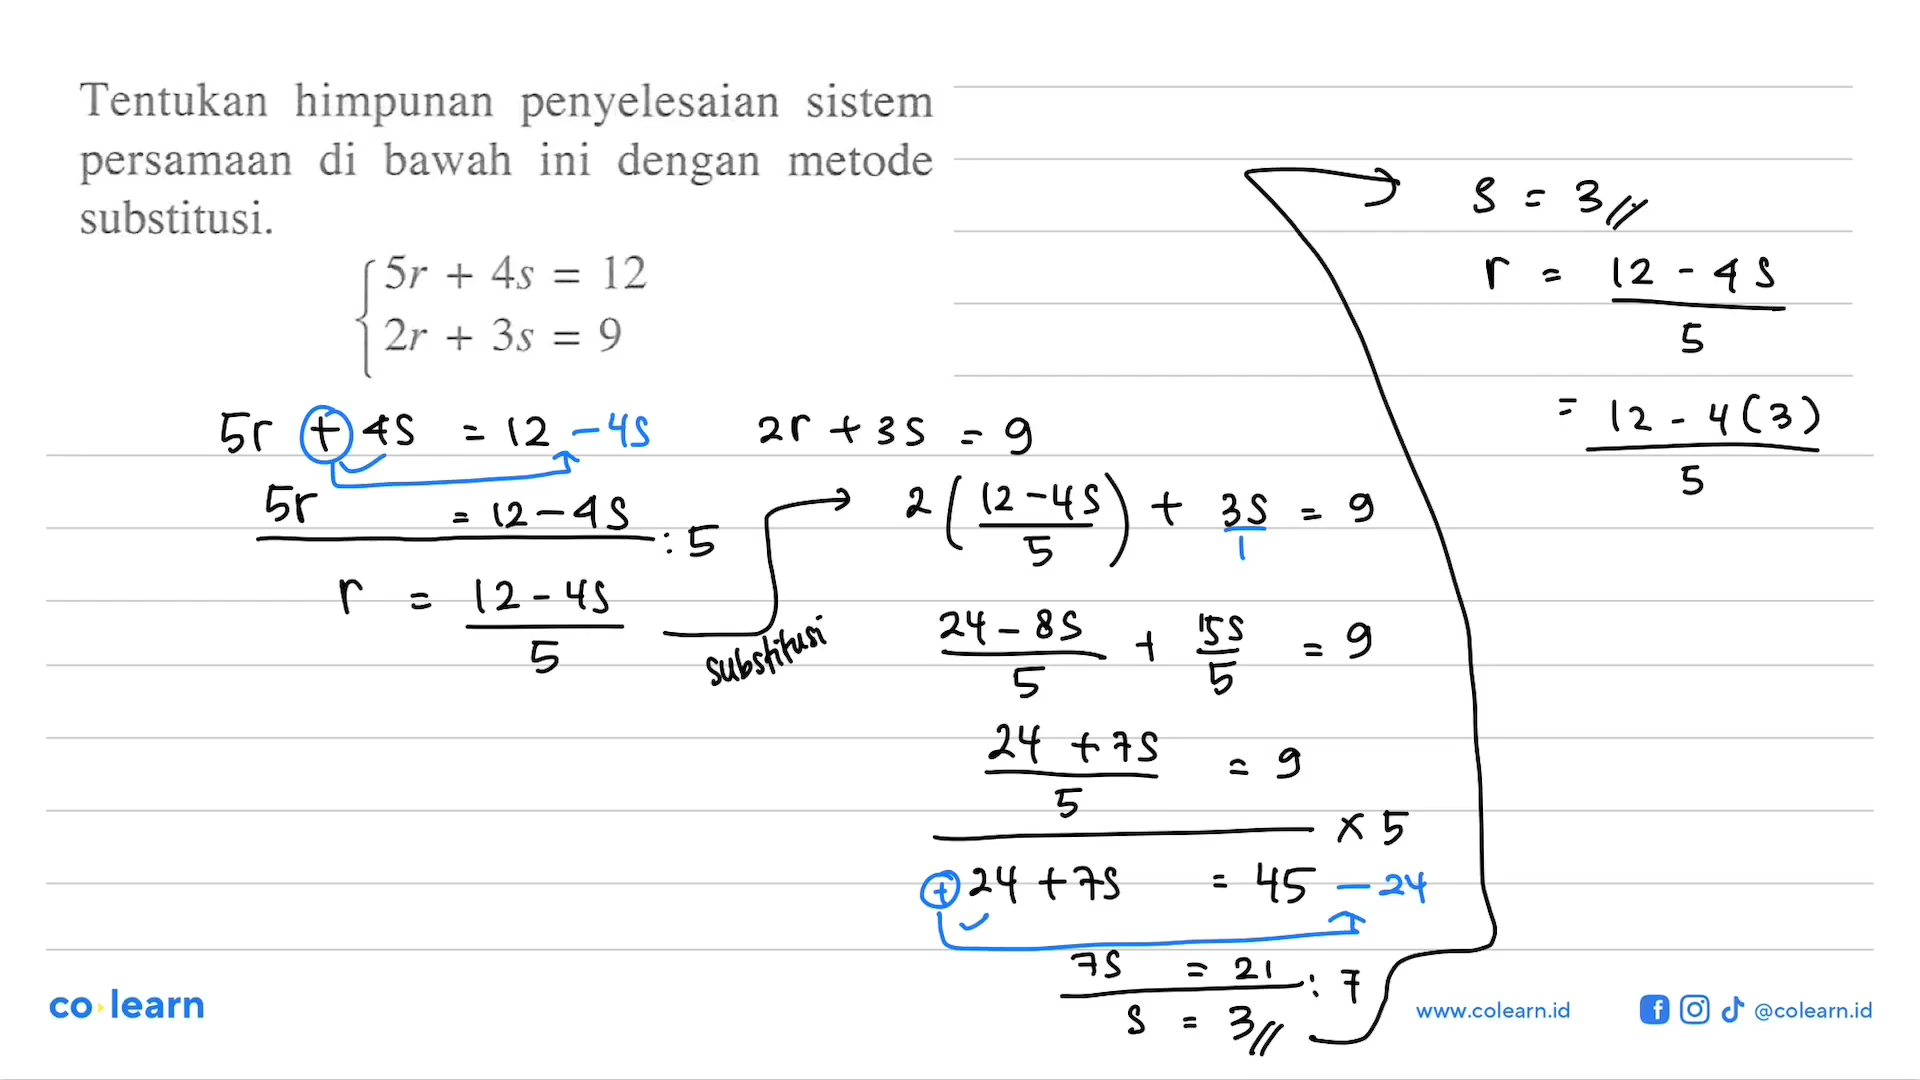 Tentukan himpunan penyelesaian sistem
persamaan di bawah ini dengan metode
substitusi.
5r + 4s = 12
2r + 3s = 9
5r + 4s = 12 - 4s
5r = 12 - 4s : 5
r = 12 - 4s / 5
substitusi
2r + 3s = 9
2 (12 - 4s / 5) + 3s / 1 = 9
24 - 8s / 5 + 15s / 5 = 9
24 + 7s / 5 = 9
× 5
+ 24 + 7s = 45 - 24
7s = 21 : 7
s = 3 //
s = 3 //
r = 12 - 4s / 5
= 12 - 4(3) / 5
co learn
www.colearn.id
@colearn.id